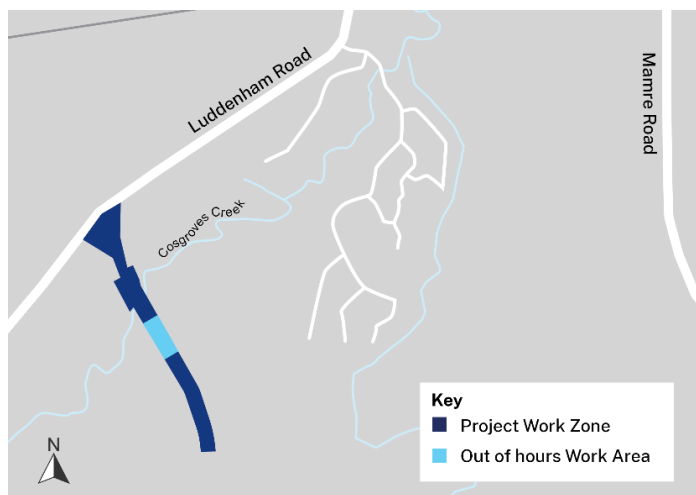 Luddenham Road
Mamre Road
Cosgroves Creek
Key
Project Work Zone
Out of hours Work Area
N